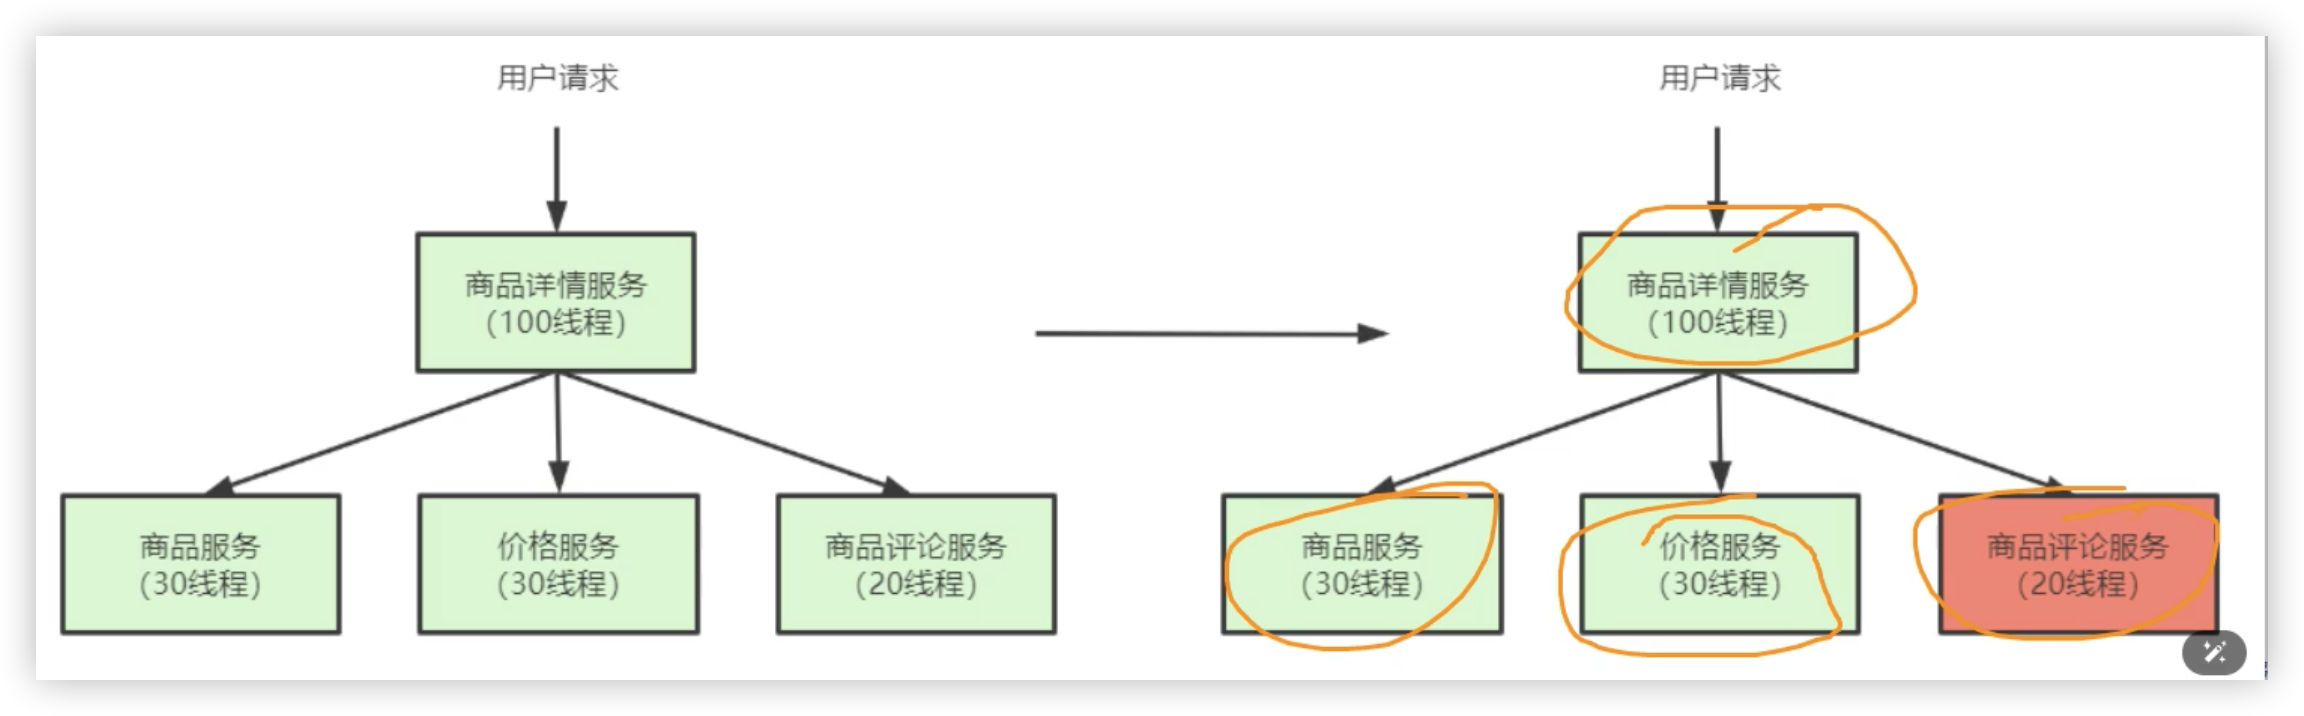 用户请求
用户请求
商品详情服务
（100线程）
商品详情服务
（100线程）
商品服务
（30线程）
价格服务
（30线程）
商品评论服务
（20线程）
商品服务
（30线程）
价格服务
（30线程）
商品评论服务
（20线程）